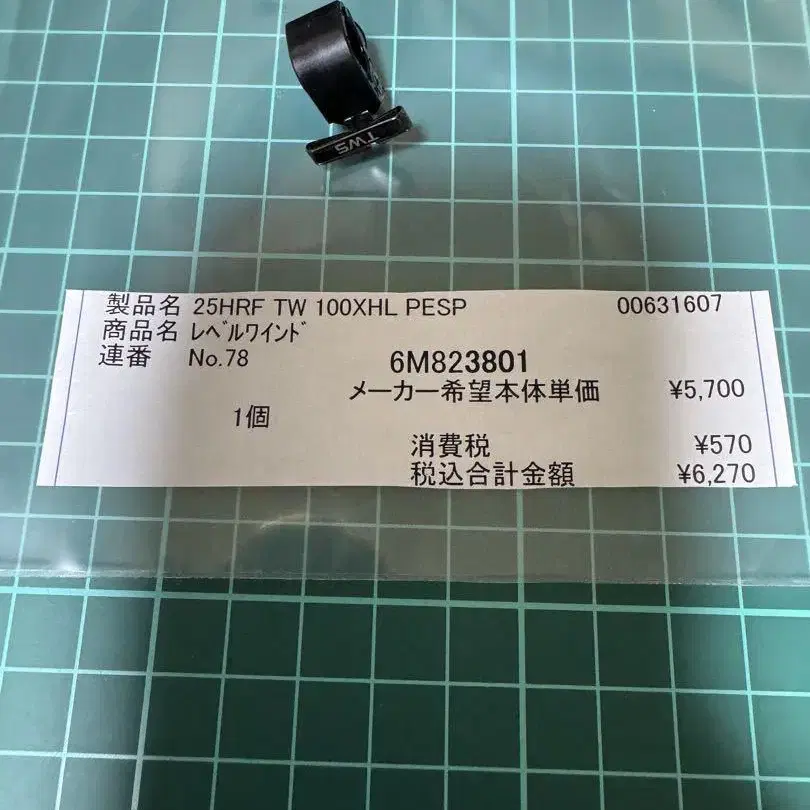 TWS
製品名 25HRF TW 100XHL PESP 00631607
商品名 ﾚﾍﾞﾙﾜｲﾝﾄﾞ
連番 No.78 6M823801
メーカー希望本体単価 ¥5,700
1個
消費税 ¥570
税込合計金額 ¥6,270